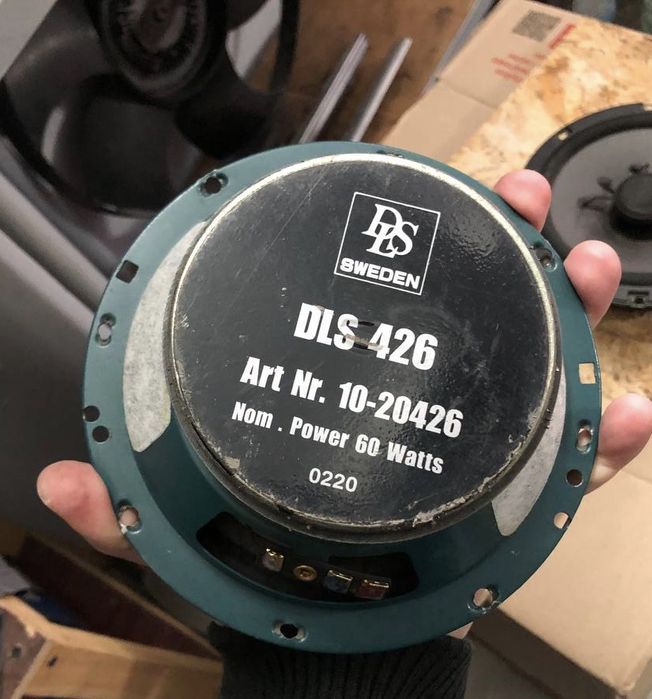 DLS
SWEDEN
DLS 426
Art Nr. 10-20426
Nom . Power 60 Watts
0220